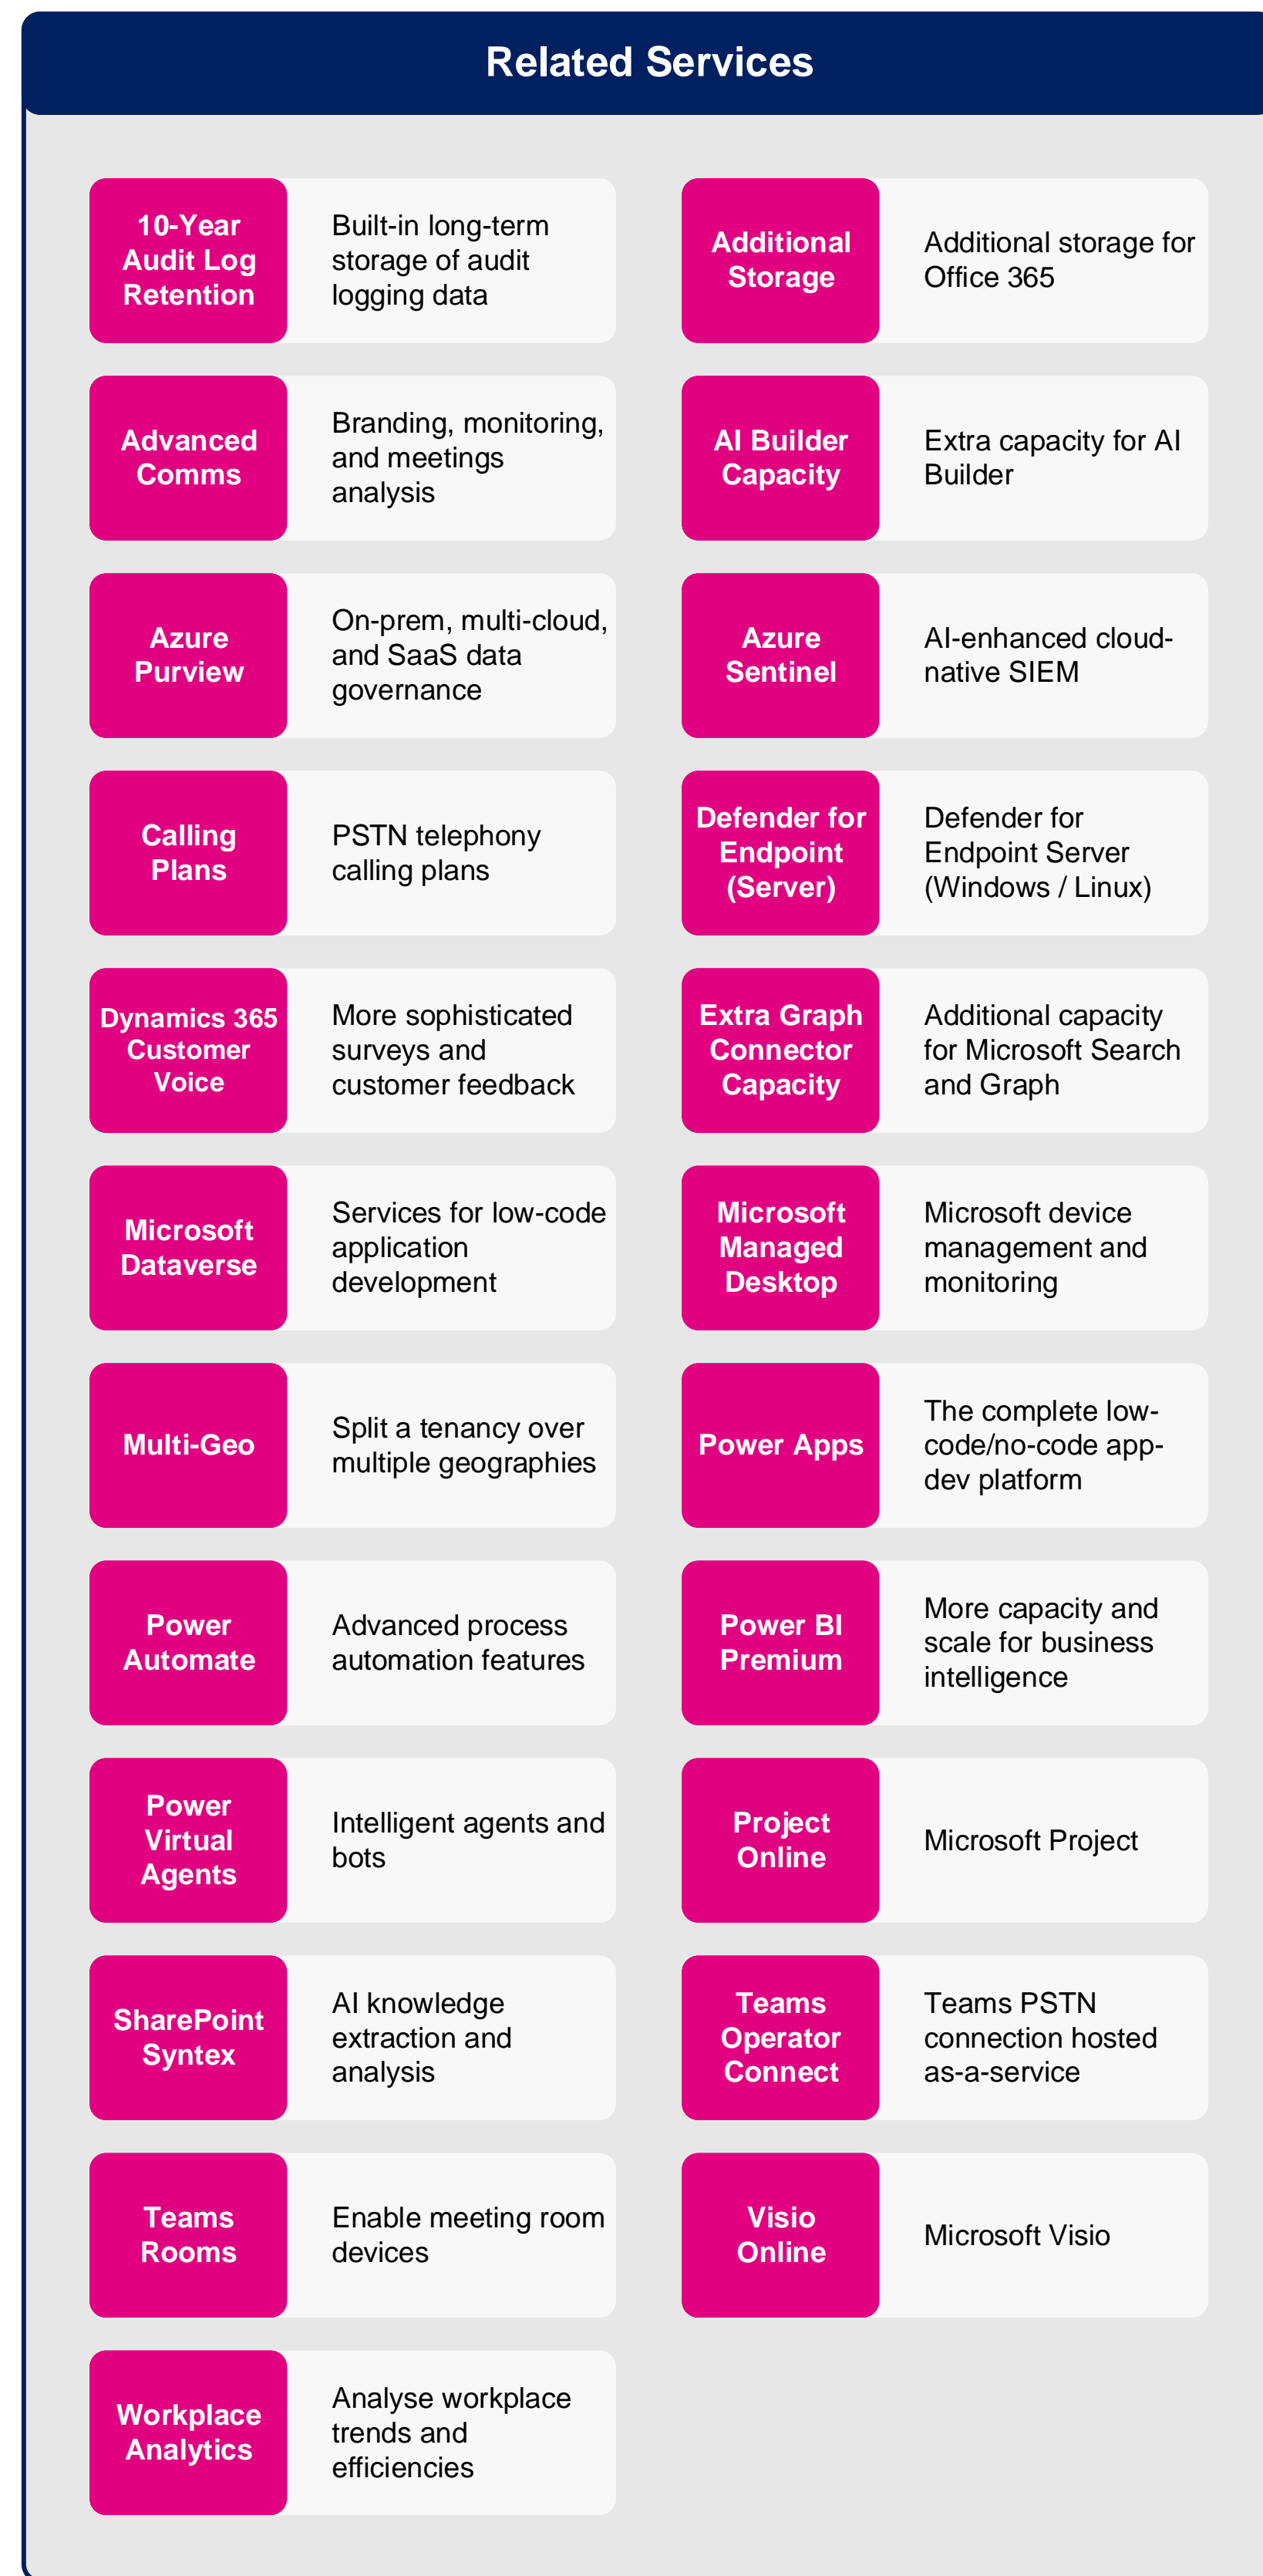 Related Services
10-Year
Audit Log
Retention
Built-in long-term
storage of audit
logging data
Additional
Storage
Additional storage for
Office 365
Advanced
Comms
Branding, monitoring,
and meetings
analysis
AI Builder
Capacity
Extra capacity for AI
Builder
Azure
Purview
On-prem, multi-cloud,
and SaaS data
governance
Azure
Sentinel
AI-enhanced cloud-
native SIEM
Calling
Plans
PSTN telephony
calling plans
Defender for
Endpoint
(Server)
Defender for
Endpoint Server
(Windows / Linux)
Dynamics 365
Customer
Voice
More sophisticated
surveys and
customer feedback
Extra Graph
Connector
Capacity
Additional capacity
for Microsoft Search
and Graph
Microsoft
Dataverse
Services for low-code
application
development
Microsoft
Managed
Desktop
Microsoft device
management and
monitoring
Multi-Geo
Split a tenancy over
multiple geographies
Power Apps
The complete low-
code/no-code app-
dev platform
Power
Automate
Advanced process
automation features
Power BI
Premium
More capacity and
scale for business
intelligence
Power
Virtual
Agents
Intelligent agents and
bots
Project
Online
Microsoft Project
SharePoint
Syntex
AI knowledge
extraction and
analysis
Teams
Operator
Connect
Teams PSTN
connection hosted
as-a-service
Teams
Rooms
Enable meeting room
devices
Visio
Online
Microsoft Visio
Workplace
Analytics
Analyse workplace
trends and
efficiencies